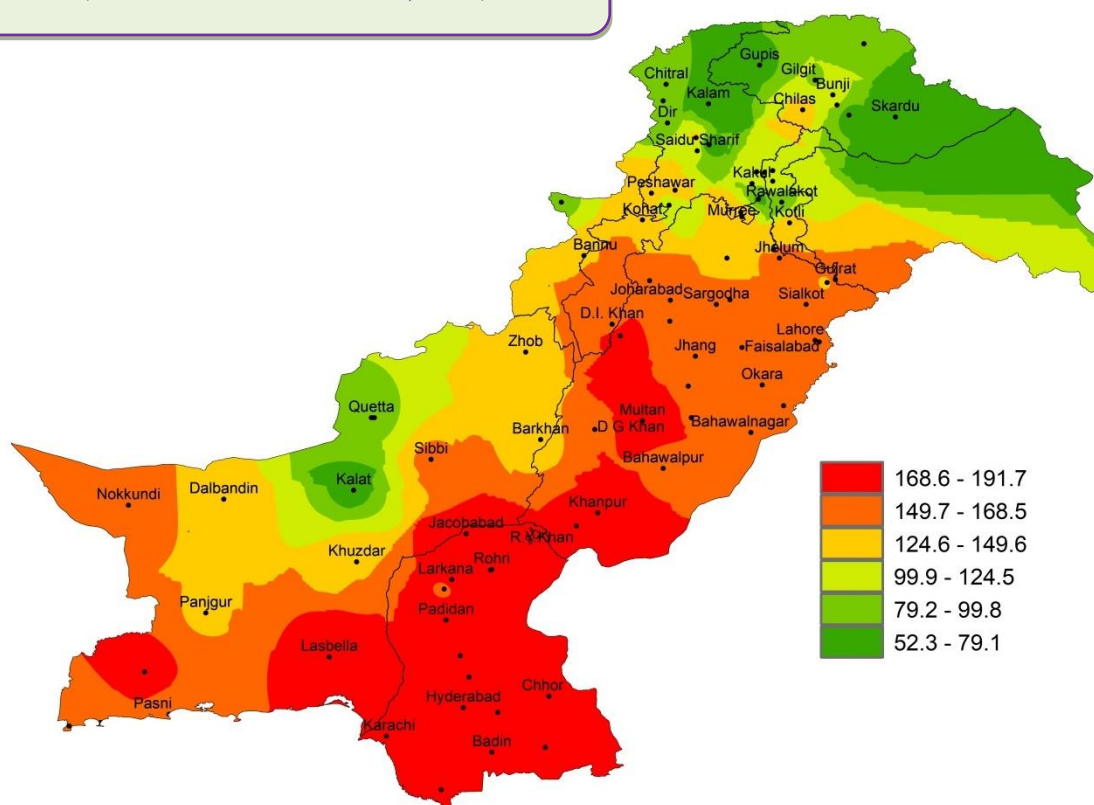 Gupis
Chitral
Gilgit
Bunji
Kalam
Chilas
Skardu
Dir
Saidu Sharif
Peshawar
Rawalakot
Kohat
Kotli
Bannu
Jhelum
Gujrat
Joharabad
Sargodha
Sialkot
D.I. Khan
Lahore
Zhob
Jhang
Faisalabad
Okara
Quetta
Multan
D G Khan
Bahawalnagar
Barkhan
Sibbi
Bahawalpur
Nokkundi
Dalbandin
Kalat
Khanpur
Jacobabad
Khuzdar
Rohri
Larkana
Panjgur
Padidan
Lasbella
Chhor
Pasni
Hyderabad
Karachi
Badin
168.6 - 191.7
149.7 - 168.5
124.6 - 149.6
99.9 - 124.5
79.2 - 99.8
52.3 - 79.1